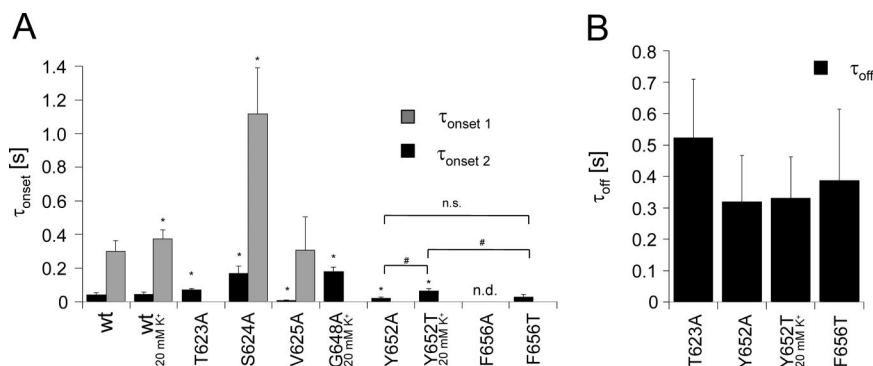 A
1.4
1.2
1.0
0.8
0.6
0.4
0.2
0
τonset [s]
*
*
*
*
*
*
*
*
τonset 1
τonset 2
n.s.
#
#
n.d.
wt
wt 20 mM K+
T623A
S624A
V625A
G648A 20 mM K+
Y652A
Y652T 20 mM K+
F656A
F656T
B
0.8
0.7
0.6
0.5
0.4
0.3
0.2
0.1
0
τoff [s]
τoff
T623A
Y652A
Y652T 20 mM K+
F656T